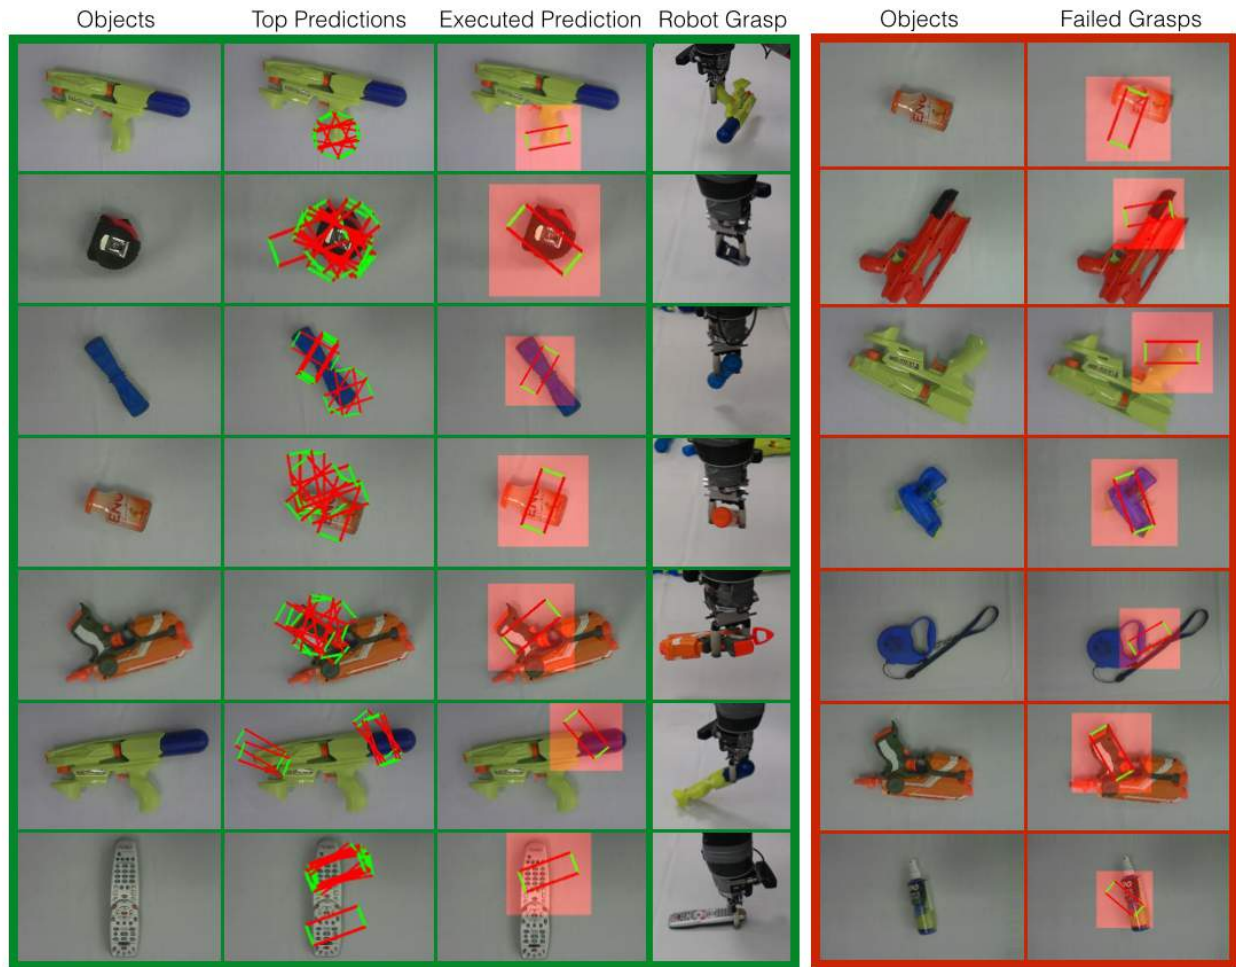 Objects
Top Predictions
Executed Prediction
Robot Grasp
Objects
Failed Grasps